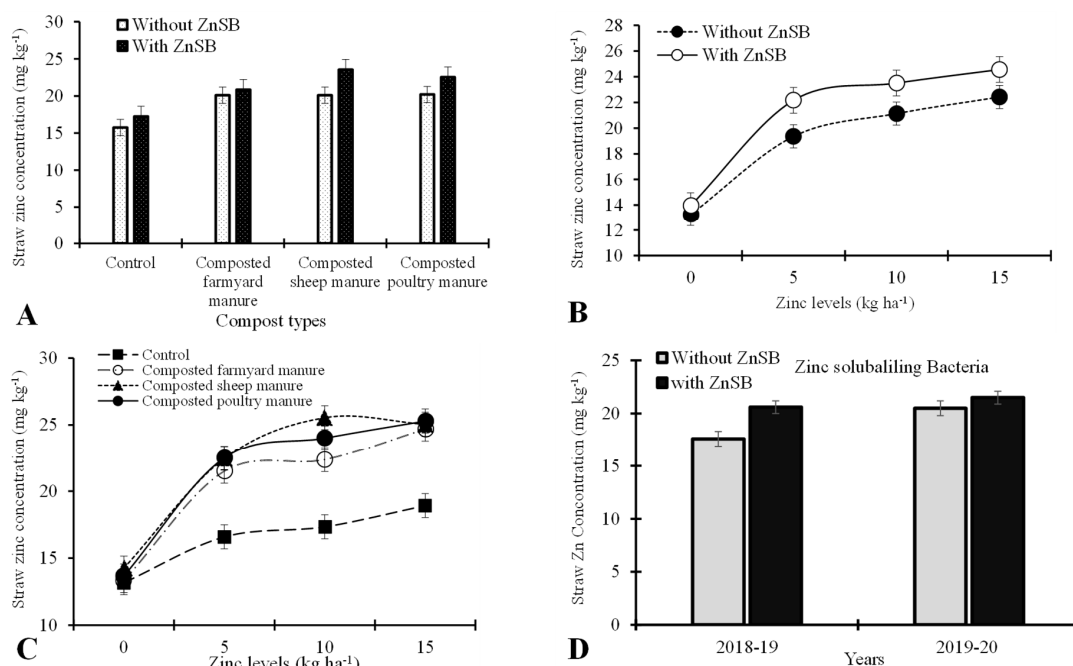 Straw zinc concentration (mg kg⁻¹)
30
25
20
15
10
5
0
Without ZnSB
With ZnSB
Control
Composted farmyard manure
Composted sheep manure
Composted poultry manure
Compost types
A
Straw zinc concentration (mg kg⁻¹)
28
26
24
22
20
18
16
14
12
10
Without ZnSB
With ZnSB
0 5 10 15
Zinc levels (kg ha⁻¹)
B
Straw zinc concentration (mg kg⁻¹)
30
25
20
15
10
Control
Composted farmyard manure
Composted sheep manure
Composted poultry manure
0 5 10 15
Zinc levels (kg ha⁻¹)
C
Straw Zn Concontration (mg kg⁻¹)
25
20
15
10
5
0
Without ZnSB
with ZnSB
Zinc solubaliling Bacteria
2018-19 2019-20
Years
D